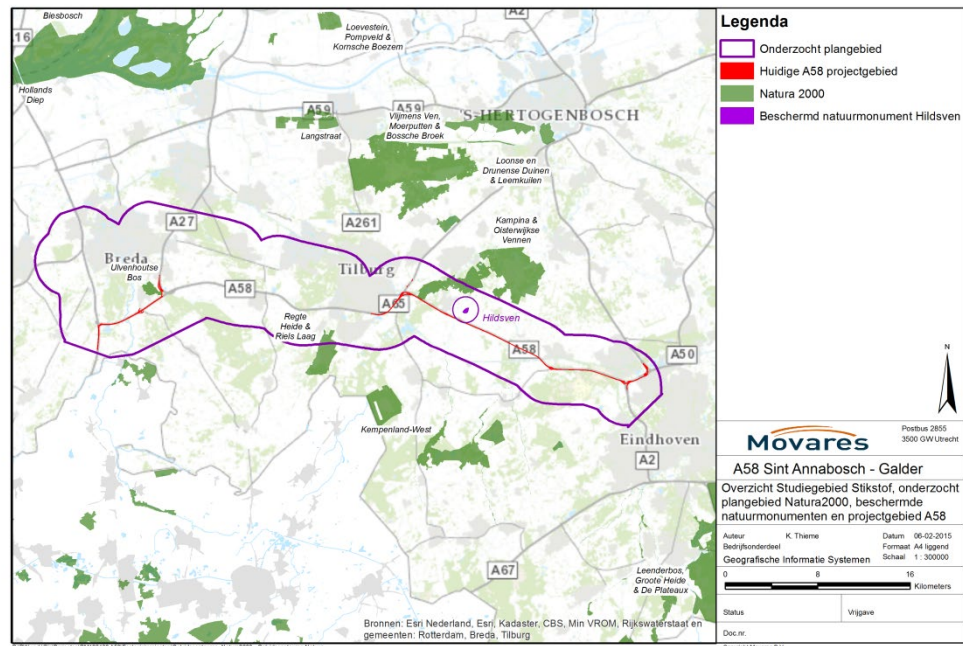 Biesbosch
Loevestein,
Pompveld &
Kornsche Boezem
A2
16
Hollands
Diep
A59
A59
Langstraat
Vlijmens Ven,
Moerputten &
Bossche Broek
'S-HERTOGENBOSCH
Loonse en
Drunense Duinen
& Leemkuilen
A27
A261
Kampina &
Oisterwijkse
Vennen
Breda
Ulvenhoutse
Bos
Tilburg
A58
A65
Hildsven
Regte
Heide &
Riels Laag
A58
A50
Kempenland-West
Eindhoven
A2
A67
Leenderbos,
Groote Heide
& De Plateaux
Bronnen: Esri Nederland, Esri, Kadaster, CBS, Min VROM, Rijkswaterstaat en
gemeenten: Rotterdam, Breda, Tilburg
Legenda
Onderzocht plangebied
Huidige A58 projectgebied
Natura 2000
Beschermd natuurmonument Hildsven
N
Movares
Postbus 2855
3500 GW Utrecht
A58 Sint Annabosch - Galder
Overzicht Studiegebied Stikstof, onderzocht
plangebied Natura2000, beschermde
natuurmonumenten en projectgebied A58
Auteur K. Thieme Datum 06-02-2015
Bedrijfsonderdeel Formaat A4 liggend
Geografische Informatie Systemen Schaal 1 : 300000
0 8 16
Kilometers
Status Vrijgave
Doc.nr.